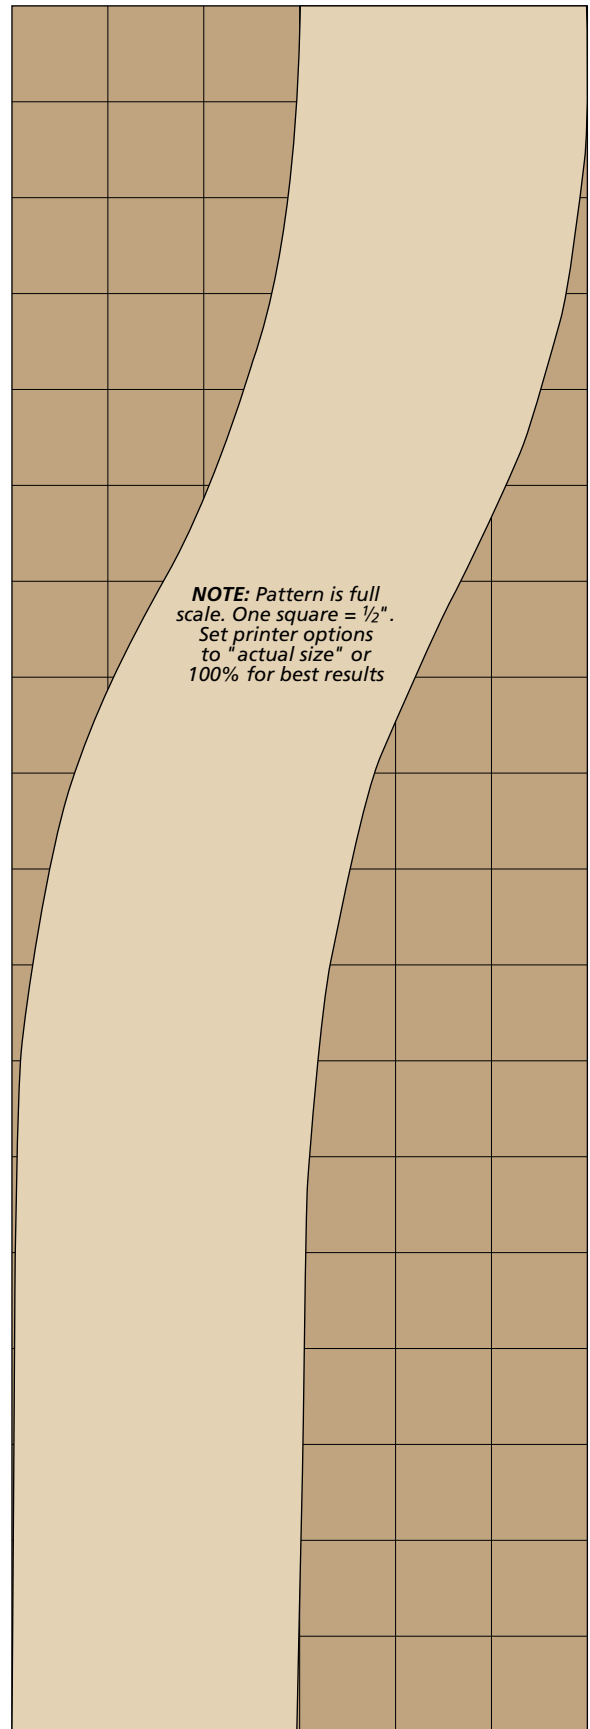 NOTE: Pattern is full
scale. One square = ½".
Set printer options
to "actual size" or
100% for best results